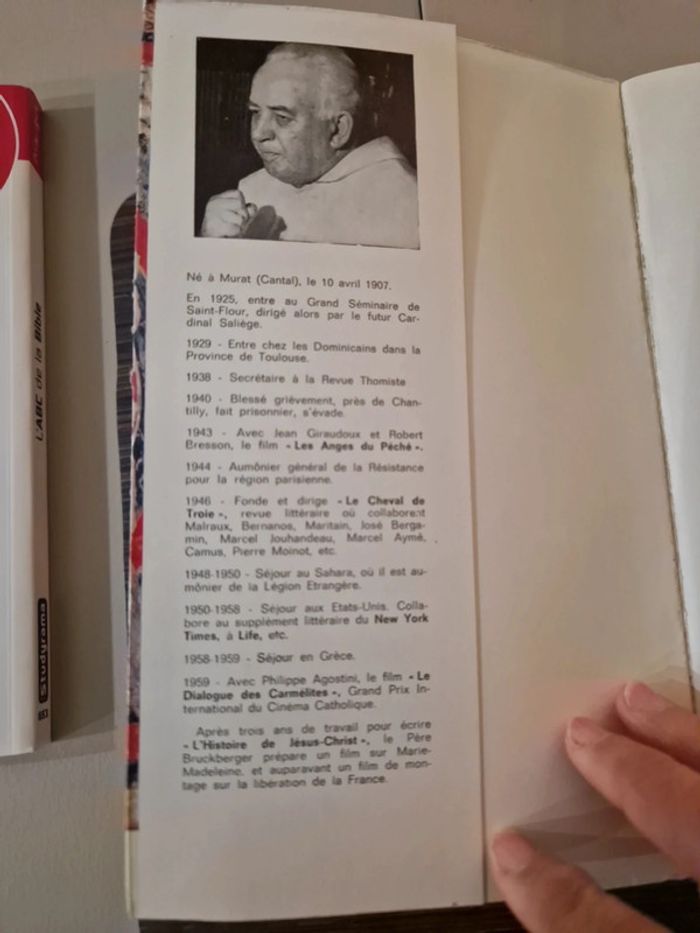 L'ABC de la Bible
Studyrama
Né à Murat (Cantal), le 10 avril 1907.
En 1925, entre au Grand Séminaire de
Saint-Flour, dirigé alors par le futur Car-
dinal Saliège.
1929 - Entre chez les Dominicains dans la
Province de Toulouse.
1938 - Secrétaire à la Revue Thomiste
1940 - Blessé grièvement, près de Chan-
tilly, fait prisonnier, s'évade.
1943 - Avec Jean Giraudoux et Robert
Bresson, le film « Les Anges du Péché ».
1944 - Aumônier général de la Résistance
pour la région parisienne.
1946 - Fonde et dirige « Le Cheval de
Troie », revue littéraire où collaborent
Malraux, Bernanos, Maritain, José Berga-
min, Marcel Jouhandeau, Marcel Aymé,
Camus, Pierre Moinot, etc.
1948-1950 - Séjour au Sahara, où il est au-
mônier de la Légion Etrangère.
1950-1958 - Séjour aux Etats-Unis. Colla-
bore au supplément littéraire du New York
Times, à Life, etc.
1958-1959 - Séjour en Grèce.
1959 - Avec Philippe Agostini, le film « Le
Dialogue des Carmélites », Grand Prix In-
ternational du Cinéma Catholique.
Après trois ans de travail pour écrire
« L'Histoire de Jésus-Christ », le Père
Bruckberger prépare un film sur Marie-
Madeleine, et auparavant un film de mon-
tage sur la libération de la France.